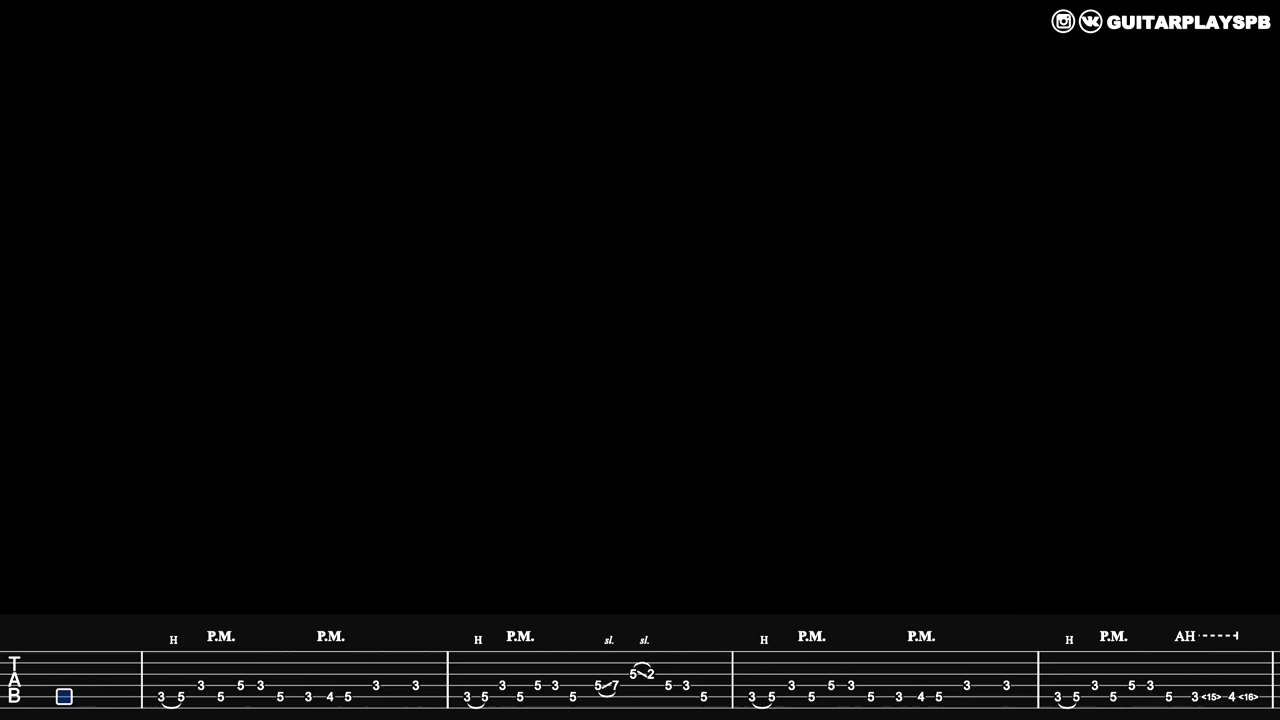 GUITARPLAYSPB
H P.M. P.M. H P.M. sl. sl. H P.M. P.M. H P.M. AH
T
A
B
5 2
3 5 3 3 3 3 5 3 5 7 5 3 3 5 3 3 3 3 5 3
3 5 5 5 3 4 5 3 5 5 5 5 3 5 5 5 3 4 5 3 5 5 5 3 <15> 4 <16>